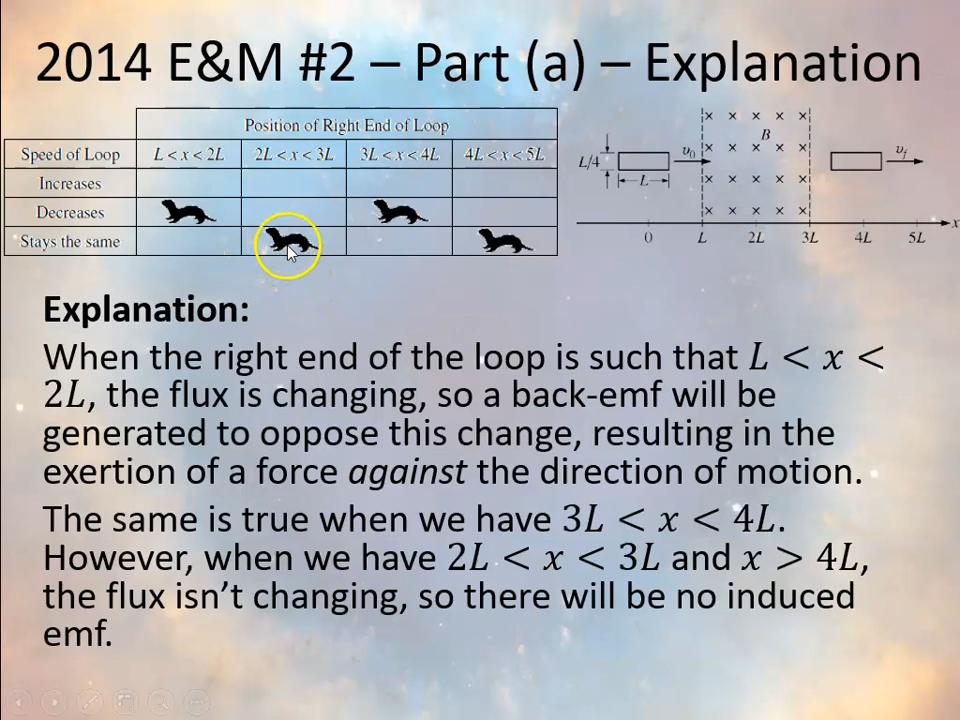 2014 E&M #2 – Part (a) – Explanation
Position of Right End of Loop
Speed of Loop L < x < 2L 2L < x < 3L 3L < x < 4L 4L < x < 5L
Increases
Decreases
Stays the same
× × × × ×
B
L/4 υ₀ × × × × × υf
L × × × × ×
× × × × ×
x
0 L 2L 3L 4L 5L
Explanation:
When the right end of the loop is such that L < x <
2L, the flux is changing, so a back-emf will be
generated to oppose this change, resulting in the
exertion of a force against the direction of motion.
The same is true when we have 3L < x < 4L.
However, when we have 2L < x < 3L and x > 4L,
the flux isn’t changing, so there will be no induced
emf.